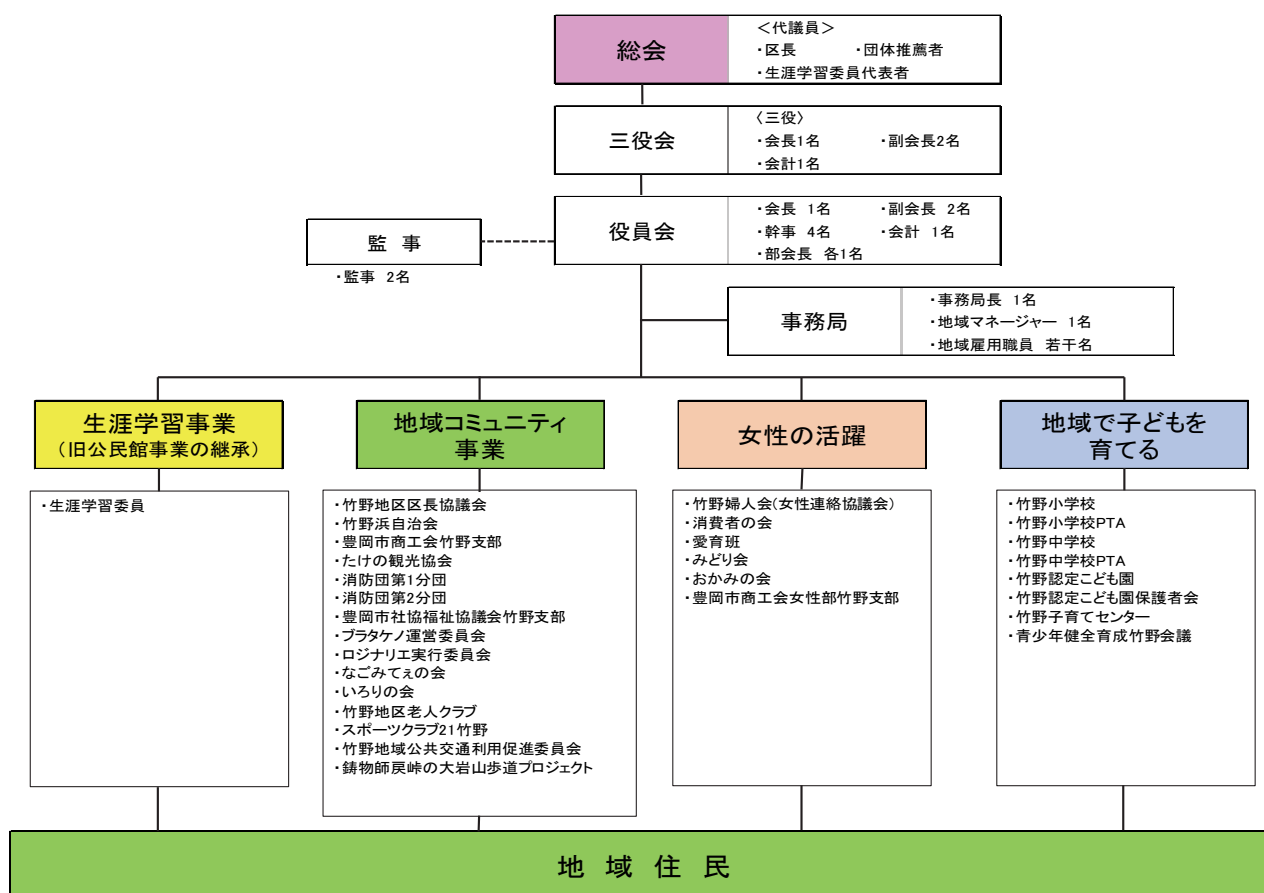 総会
＜代議員＞
・区長　・団体推薦者
・生涯学習委員代表者
三役会
〈三役〉
・会長1名　・副会長2名
・会計1名
役員会
・会長 1名　・副会長 2名
・幹事 4名　・会計 1名
・部会長 各1名
監 事
・監事 2名
事務局
・事務局長 1名
・地域マネージャー 1名
・地域雇用職員 若干名
生涯学習事業
（旧公民館事業の継承）
・生涯学習委員
地域コミュニティ
事業
・竹野地区区長協議会
・竹野浜自治会
・豊岡市商工会竹野支部
・たけの観光協会
・消防団第1分団
・消防団第2分団
・豊岡市社協福祉協議会竹野支部
・ブラタケノ運営委員会
・ロジナリエ実行委員会
・なごみてぇの会
・いろりの会
・竹野地区老人クラブ
・スポーツクラブ21竹野
・竹野地域公共交通利用促進委員会
・鋳物師戻峠の大岩山歩道プロジェクト
女性の活躍
・竹野婦人会(女性連絡協議会)
・消費者の会
・愛育班
・みどり会
・おかみの会
・豊岡市商工会女性部竹野支部
地域で子どもを
育てる
・竹野小学校
・竹野小学校PTA
・竹野中学校
・竹野中学校PTA
・竹野認定こども園
・竹野認定こども園保護者会
・竹野子育てセンター
・青少年健全育成竹野会議
地 域 住 民